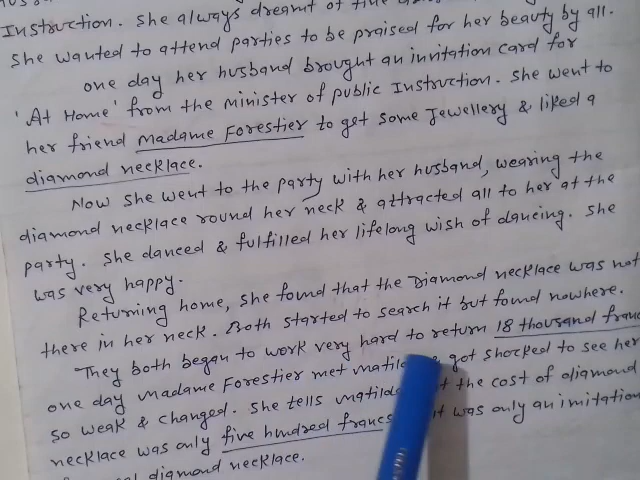 Instruction. She always dreamt of
She wanted to attend parties to be praised for her beauty by all.
One day her husband brought an invitation card for
'At Home' from the minister of public Instruction. She went to
her friend Madame Forestier to get some Jewellery & liked a
diamond necklace.
Now she went to the party with her husband, wearing the
diamond necklace round her neck & attracted all to her at the
party. She danced & fulfilled her lifelong wish of dancing. She
was very happy.
Returning home, she found that the Diamond necklace was not
there in her neck. Both started to search it but found nowhere.
They both began to work very hard to return 18 thousand franc
One day Madame Forestier met Matild got shocked to see her
so weak & changed. She tells Matilda the cost of diamond
necklace was only five hundred francs it was only an imitation
diamond necklace.